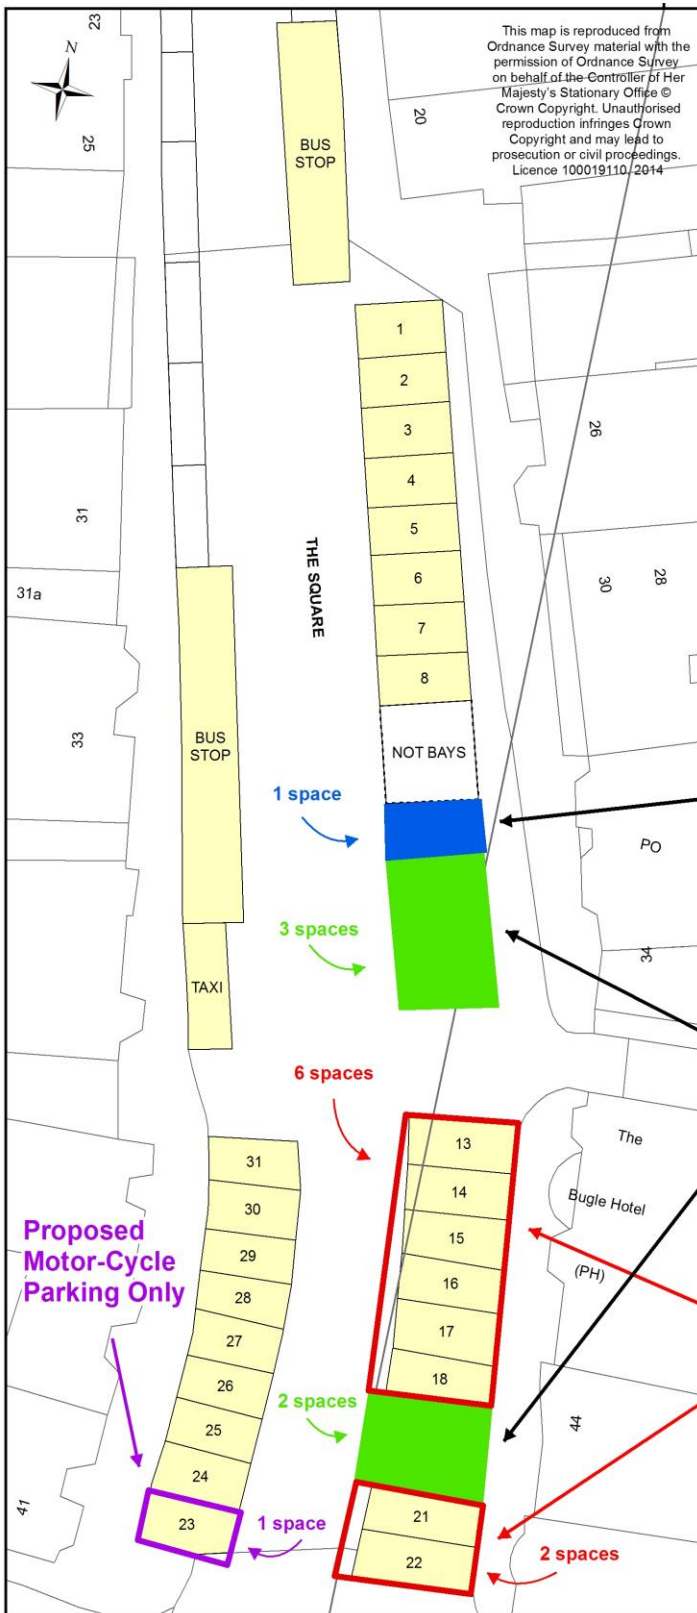 This map is reproduced from
Ordnance Survey material with the
permission of Ordnance Survey
on behalf of the Controller of Her
Majesty's Stationary Office ©
Crown Copyright. Unauthorised
reproduction infringes Crown
Copyright and may lead to
prosecution or civil proceedings.
Licence 100019110, 2014
23
N
25
BUS
STOP
20
1
2
3
4
5
6
7
8
26
28
30
31
31a
THE SQUARE
33
BUS
STOP
NOT BAYS
1 space
PO
3 spaces
34
TAXI
6 spaces
13
14
15
16
17
18
The
Bugle Hotel
(PH)
31
30
29
28
27
26
25
24
23
Proposed
Motor-Cycle
Parking Only
2 spaces
44
41
1 space
21
22
2 spaces